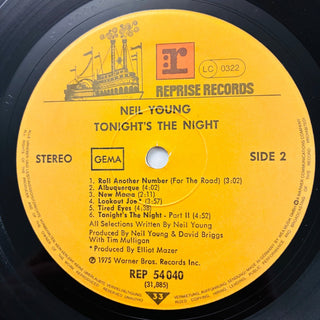 LC 0322
REPRISE RECORDS
NEIL YOUNG
TONIGHT'S THE NIGHT
STEREO
GEMA
SIDE 2
1. Roll Another Number (For The Road) (3:02)
2. Albuquerque (4:02)
3. New Mama (2:11)
4. Lookout Joe* (3:57)
5. Tired Eyes (4:38)
6. Tonight's The Night - Part II (4:52)
All Selections Written By Neil Young
Produced by Neil Young & David Briggs
With Tim Mulligan
* Produced by Elliot Mazer
℗ 1975 Warner Bros. Records Inc.
REP 54 040
(31,885)
33